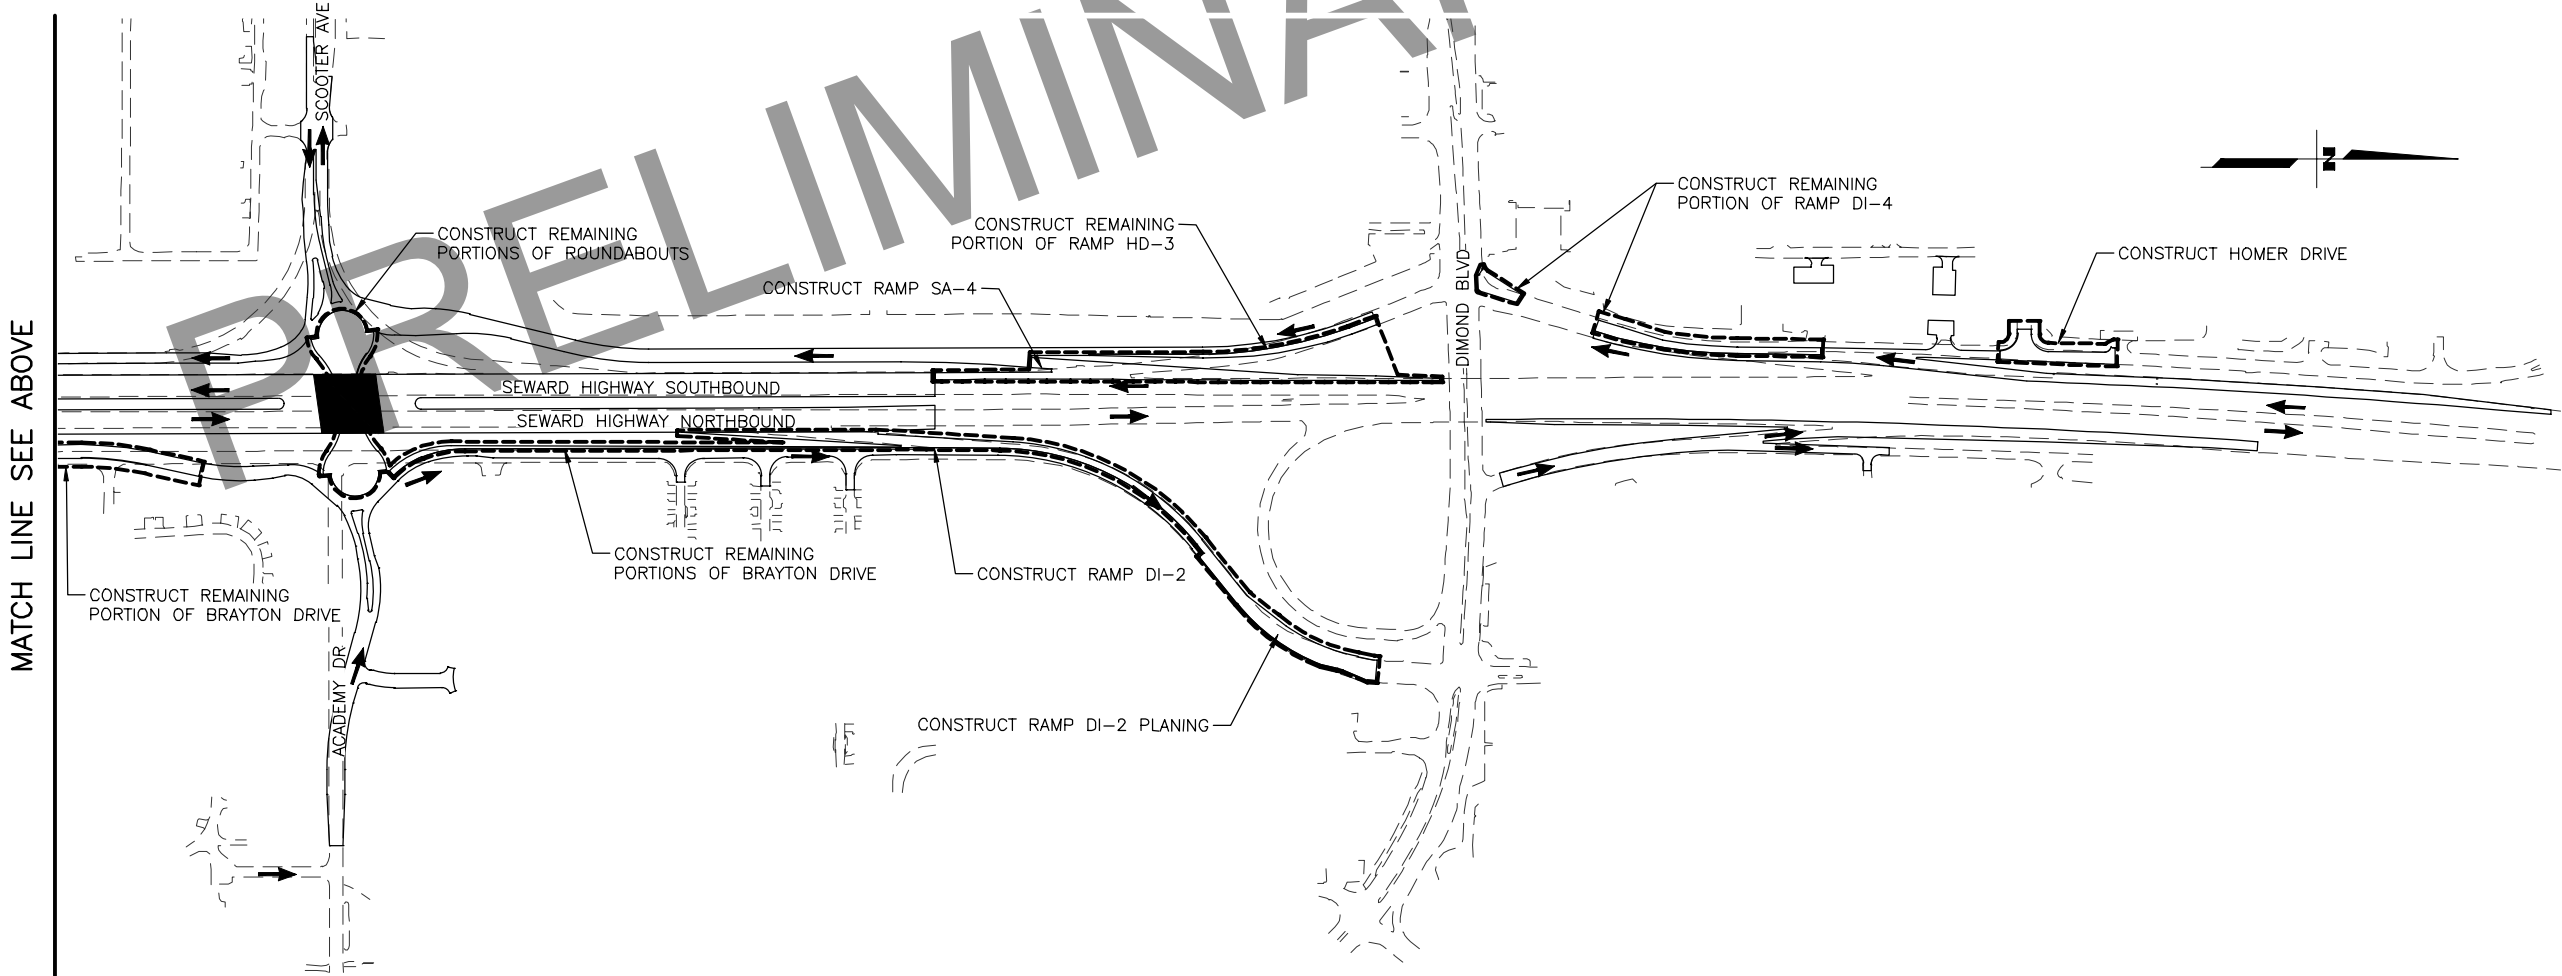 MATCH LINE SEE ABOVE
SCOOTER AVE
PRELIMINA
CONSTRUCT REMAINING
PORTIONS OF ROUNDABOUTS
CONSTRUCT REMAINING
PORTION OF RAMP HD-3
CONSTRUCT RAMP SA-4
DIMOND BLVD
CONSTRUCT REMAINING
PORTION OF RAMP DI-4
CONSTRUCT HOMER DRIVE
N
SEWARD HIGHWAY SOUTHBOUND
SEWARD HIGHWAY NORTHBOUND
CONSTRUCT REMAINING
PORTION OF BRAYTON DRIVE
CONSTRUCT REMAINING
PORTIONS OF BRAYTON DRIVE
CONSTRUCT RAMP DI-2
CONSTRUCT RAMP DI-2 PLANING
ACADEMY DR